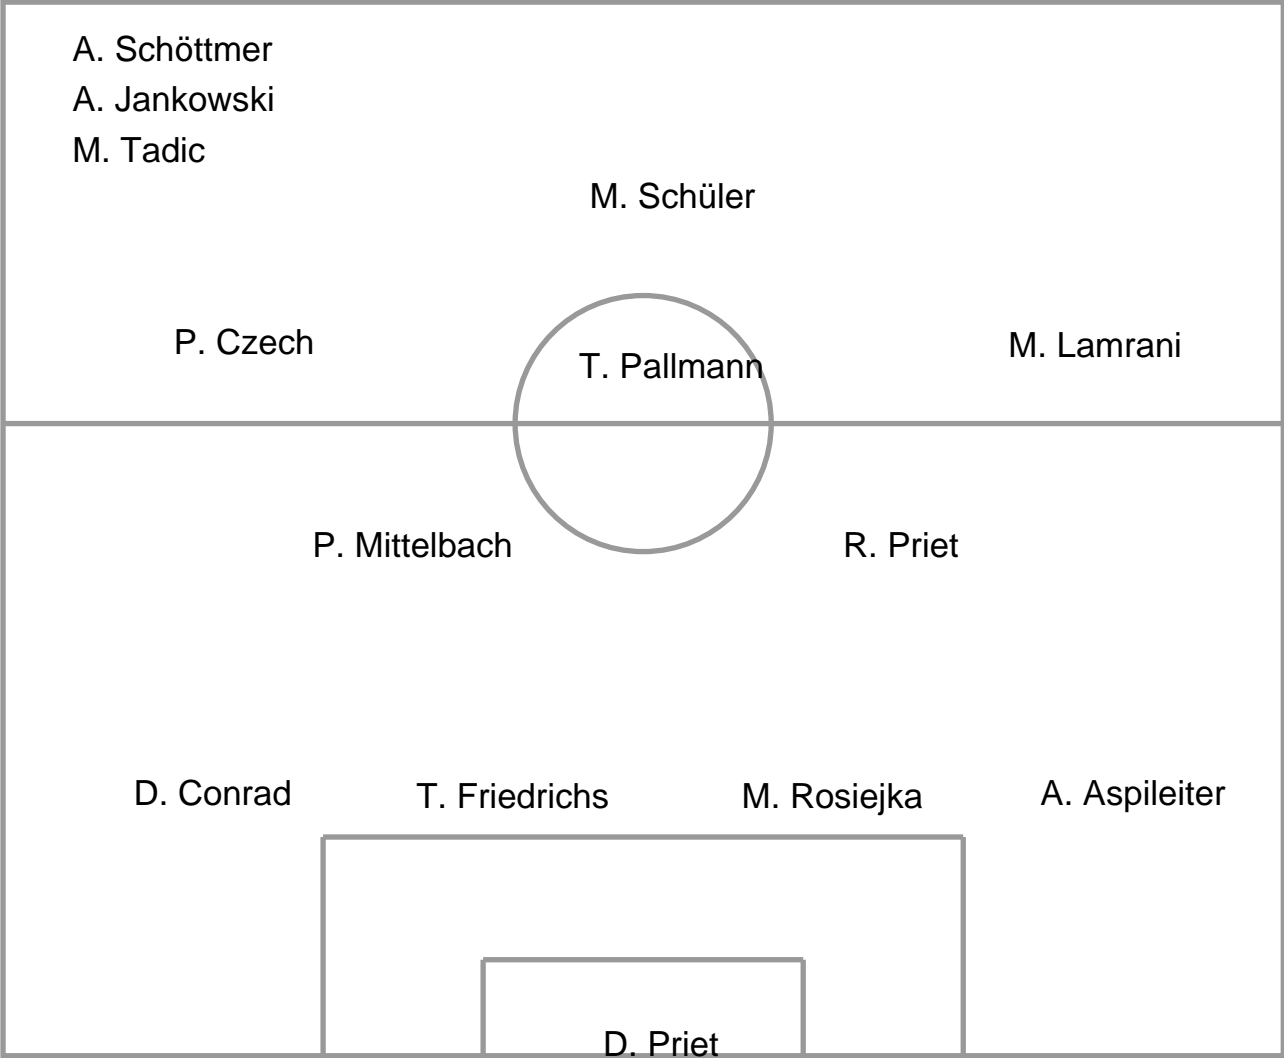 A. Schöttmer
A. Jankowski
M. Tadic
M. Schüler
P. Czech
T. Pallmann
M. Lamrani
P. Mittelbach
R. Priet
D. Conrad
T. Friedrichs
M. Rosiejka
A. Aspileiter
D. Priet